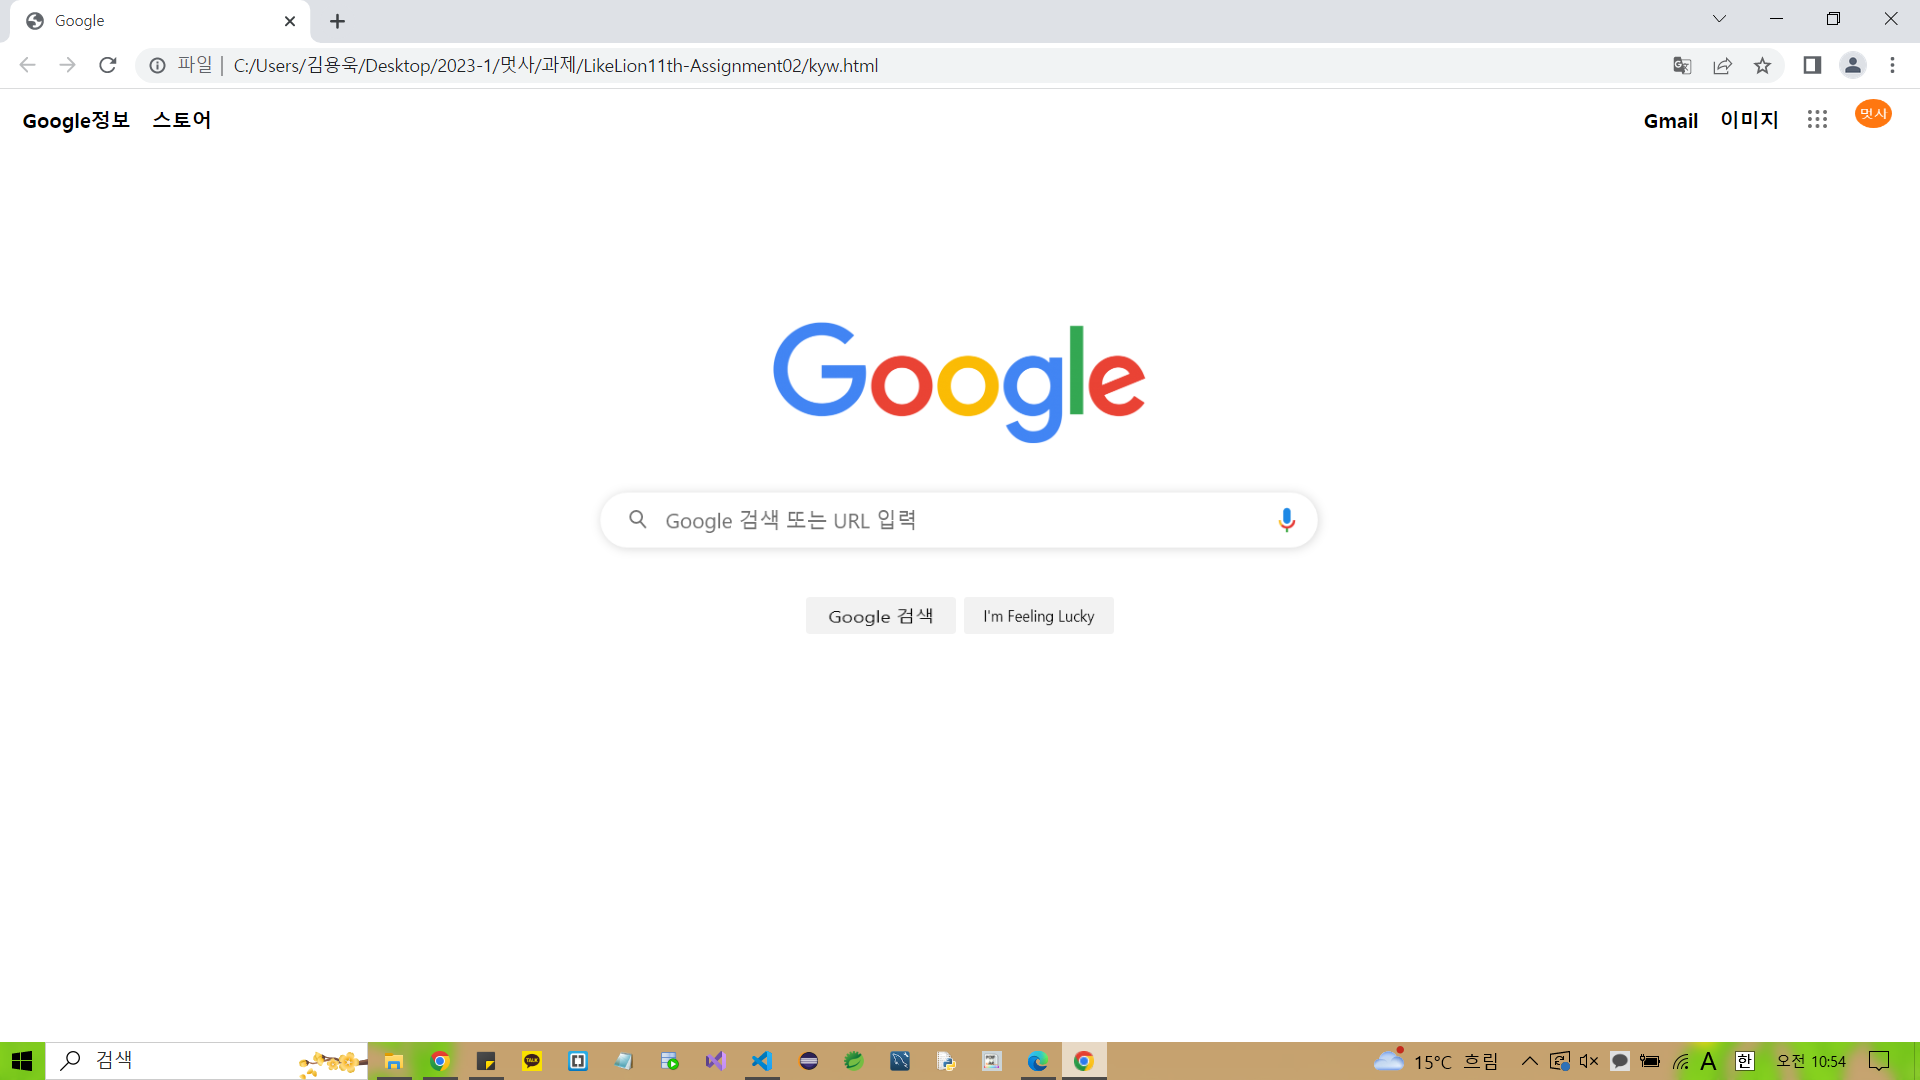 Google
파일 | C:/Users/김용욱/Desktop/2023-1/멋사/과제/LikeLion11th-Assignment02/kyw.html
Google정보 스토어 Gmail 이미지 멋사
Google
Google 검색 또는 URL 입력
Google 검색 I'm Feeling Lucky
검색 TALK 15°C 흐림 A 한 오전 10:54